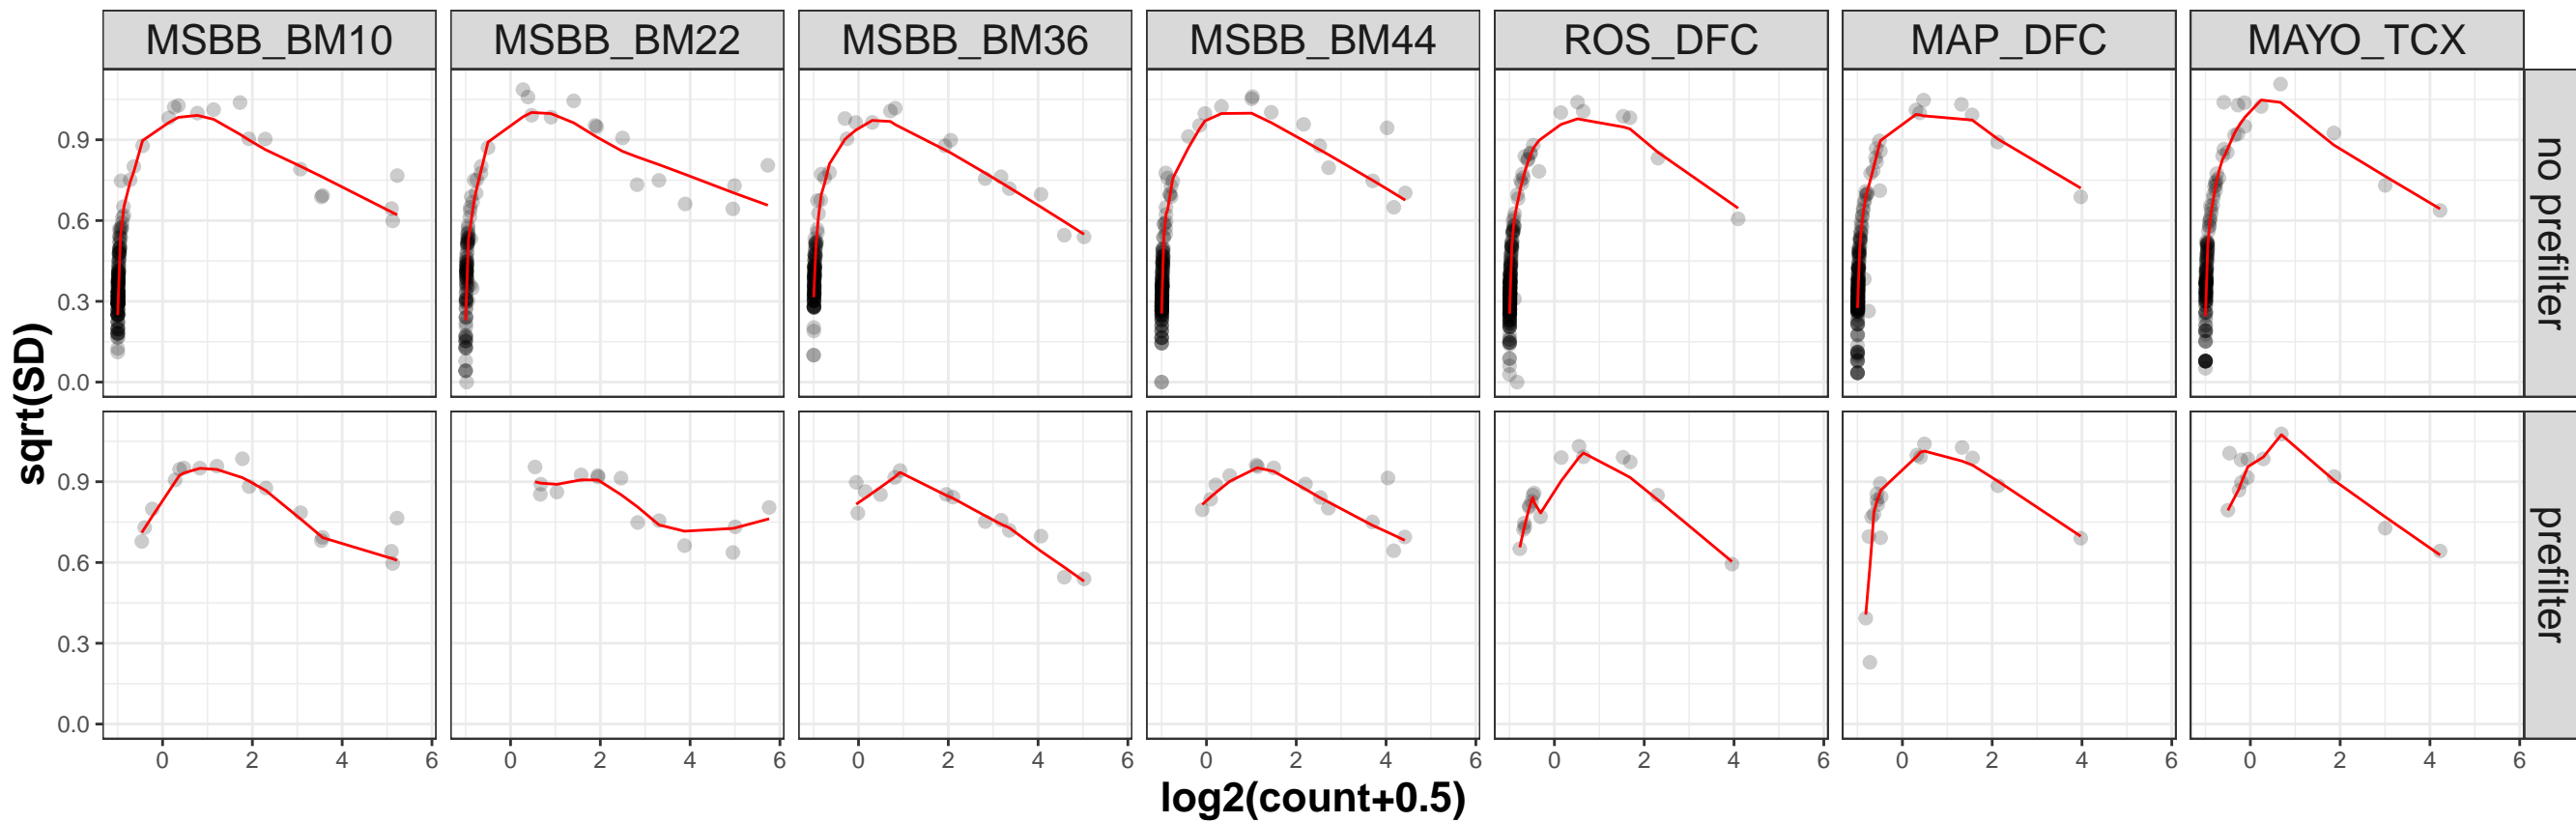 MSBB_BM10 MSBB_BM22 MSBB_BM36 MSBB_BM44 ROS_DFC MAP_DFC MAYO_TCX
0.9
0.6
0.3
0.0
no prefilter
0.9
0.6
0.3
0.0
prefilter
sqrt(SD)
0 2 4 6 0 2 4 6 0 2 4 6 0 2 4 6 0 2 4 6 0 2 4 6 0 2 4 6
log2(count+0.5)